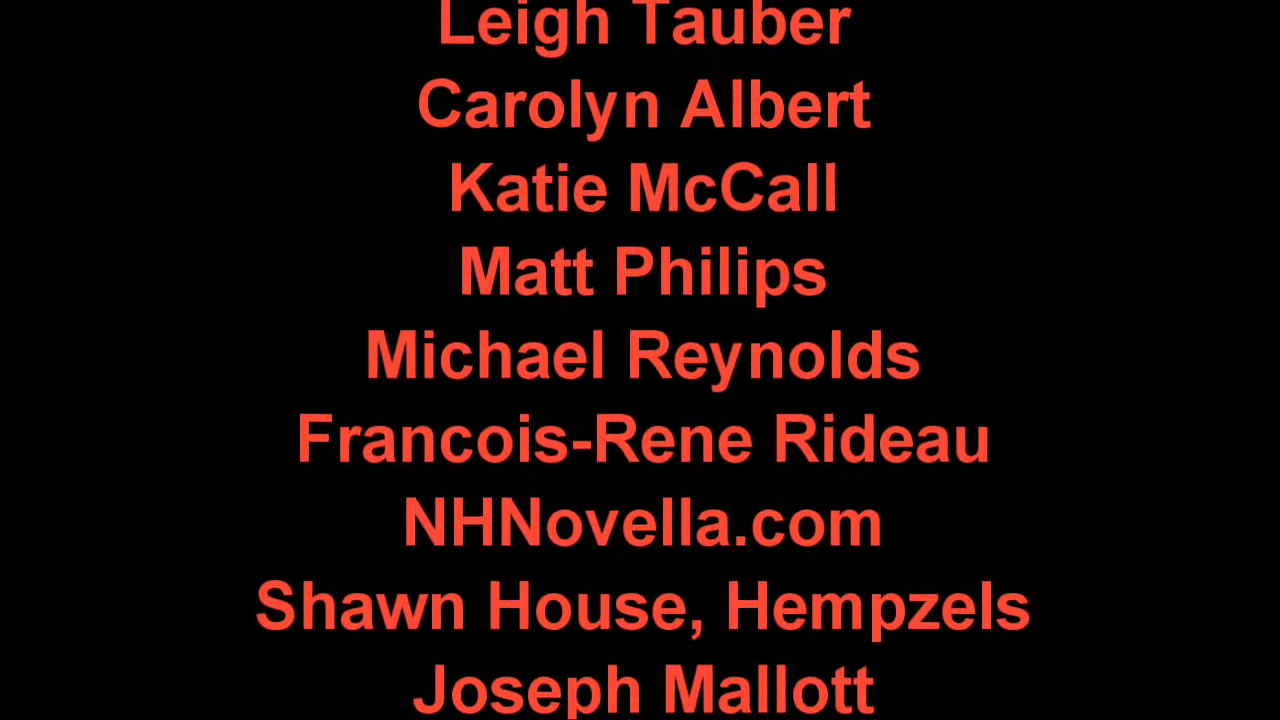 Leigh Tauber
Carolyn Albert
Katie McCall
Matt Philips
Michael Reynolds
Francois-Rene Rideau
NHNovella.com
Shawn House, Hempzels
Joseph Mallott